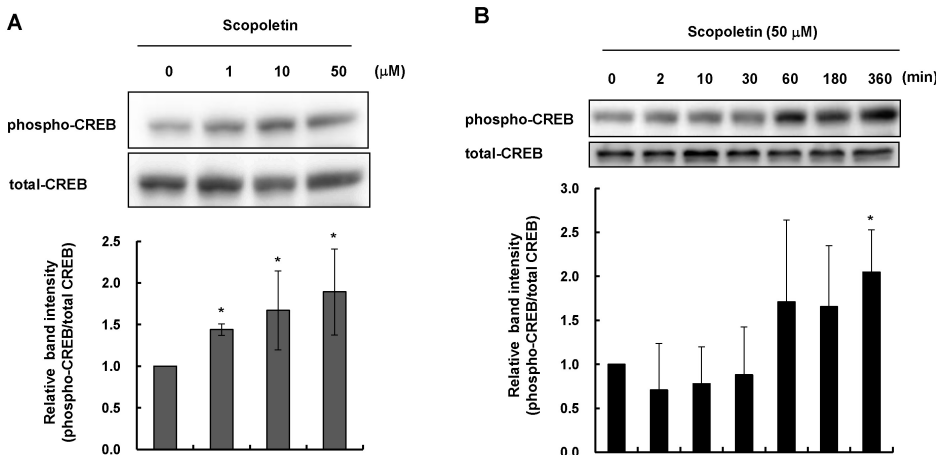 A
Scopoletin
0 1 10 50 (μM)
phospho-CREB
total-CREB
Relative band intensity
(phospho-CREB/total CREB)
2.5
2.0
1.5
1.0
0.5
0.0
* * *
B
Scopoletin (50 μM)
0 2 10 30 60 180 360 (min)
phospho-CREB
total-CREB
Relative band intensity
(phospho-CREB/total CREB)
3.0
2.5
2.0
1.5
1.0
0.5
0.0
*